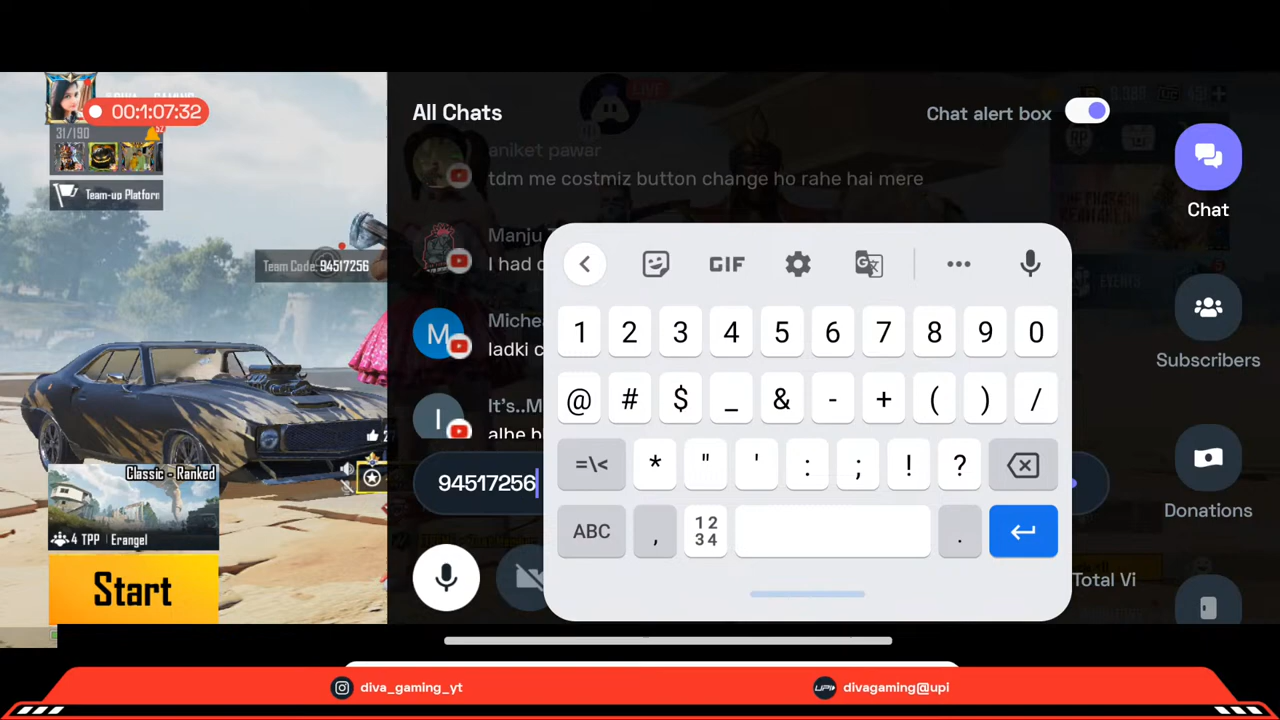 00:1:07:32
31/190
Team-up Platform
Team Code: 94517256
Classic - Ranked
4 TPP | Erangel
Start
All Chats
Chat alert box
LIVE
aniket pawar
tdm me costmiz button change ho rahe hai mere
Manju
I had
M
Miche
ladki c
I
It's..M
alhe h
94517256
GIF
1 2 3 4 5 6 7 8 9 0
@ # $ _ & - + ( ) /
=\< * " ' : ; ! ?
ABC , 12 34 .
Chat
Subscribers
Donations
Total Vi
diva_gaming_yt
UPI divagaming@upi